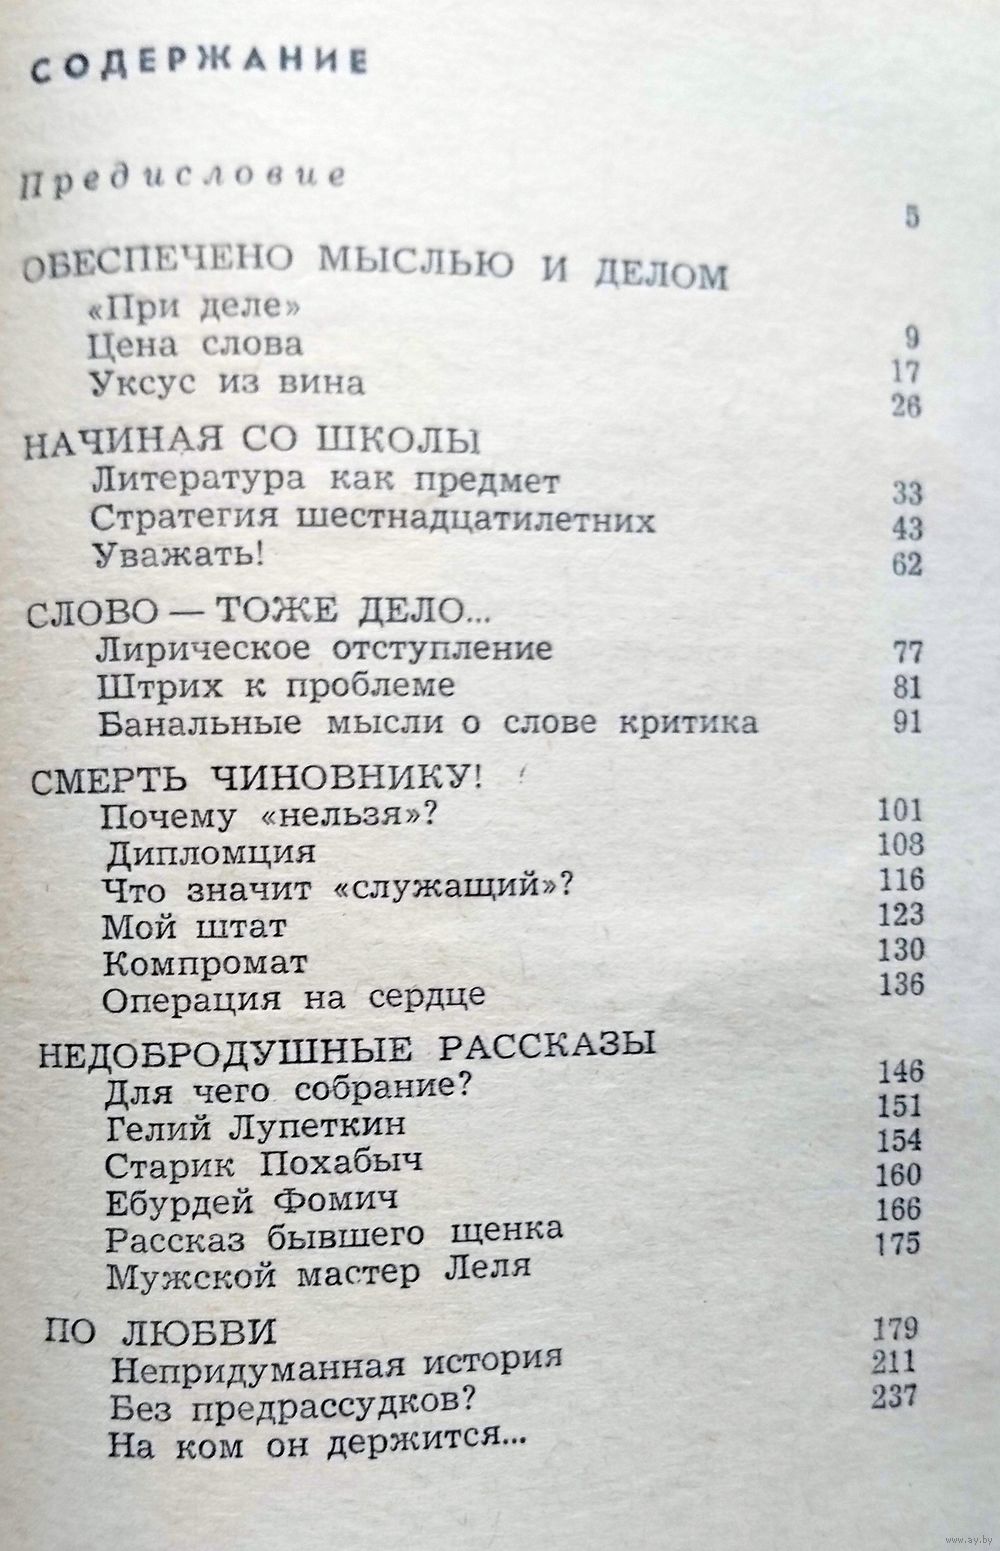 СОДЕРЖАНИЕ
Предисловие 5
ОБЕСПЕЧЕНО МЫСЛЬЮ И ДЕЛОМ
«При деле» 9
Цена слова 17
Уксус из вина 26
НАЧИНАЯ СО ШКОЛЫ
Литература как предмет 33
Стратегия шестнадцатилетних 43
Уважать! 62
СЛОВО — ТОЖЕ ДЕЛО...
Лирическое отступление 77
Штрих к проблеме 81
Банальные мысли о слове критика 91
СМЕРТЬ ЧИНОВНИКУ!
Почему «нельзя»? 101
Дипломция 108
Что значит «служащий»? 116
Мой штат 123
Компромат 130
Операция на сердце 136
НЕДОБРОДУШНЫЕ РАССКАЗЫ
Для чего собрание? 146
Гелий Лупеткин 151
Старик Похабыч 154
Ебурдей Фомич 160
Рассказ бывшего щенка 166
Мужской мастер Леля 175
ПО ЛЮБВИ
Непридуманная история 179
Без предрассудков? 211
На ком он держится... 237
www.ay.by